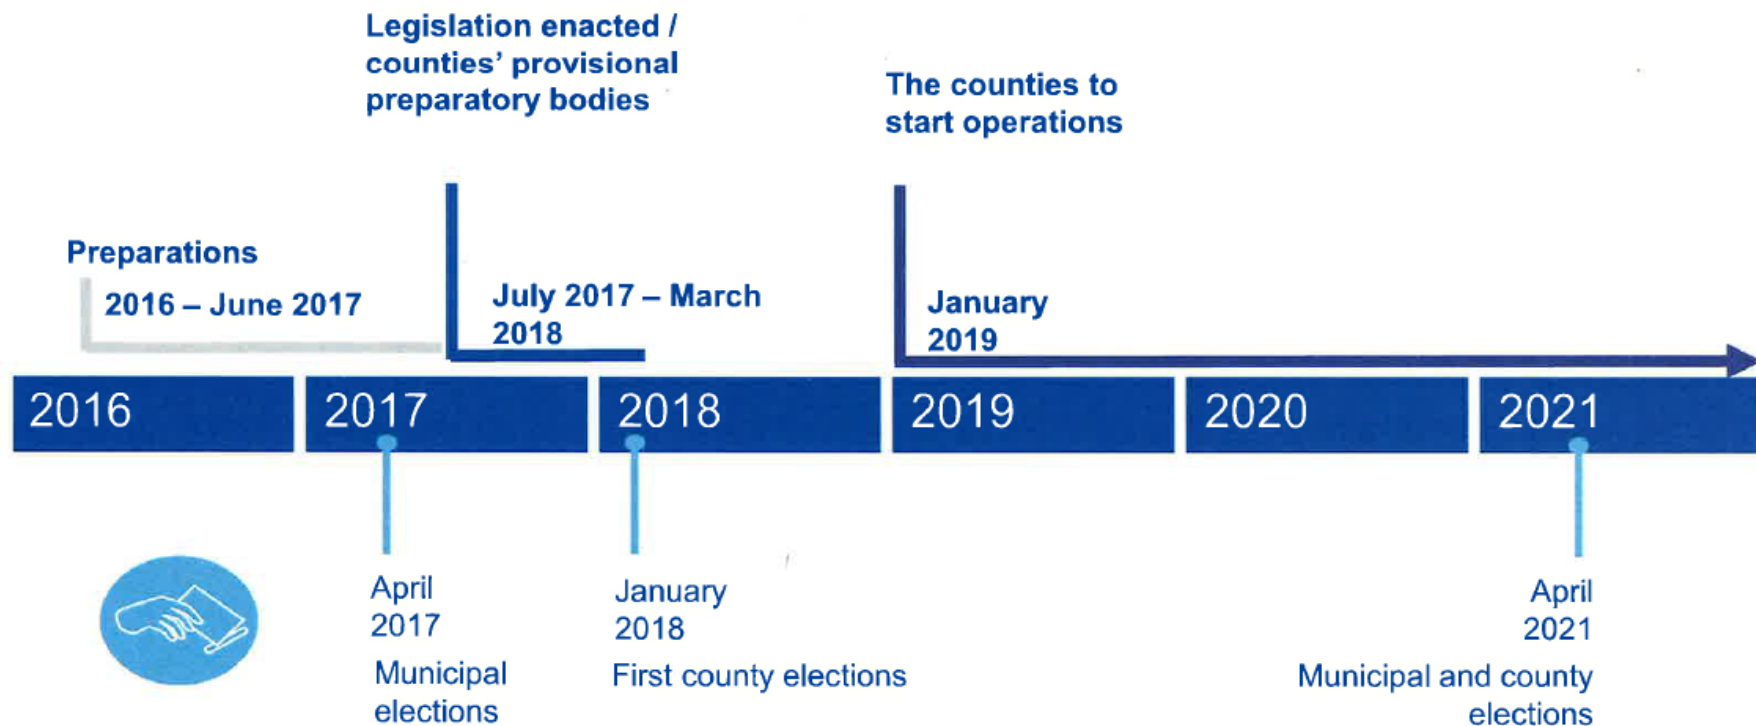 Legislation enacted /
counties' provisional
preparatory bodies
The counties to
start operations
Preparations
2016 – June 2017
July 2017 – March
2018
January
2019
2016
2017
2018
2019
2020
2021
April
2017
Municipal
elections
January
2018
First county elections
April
2021
Municipal and county
elections